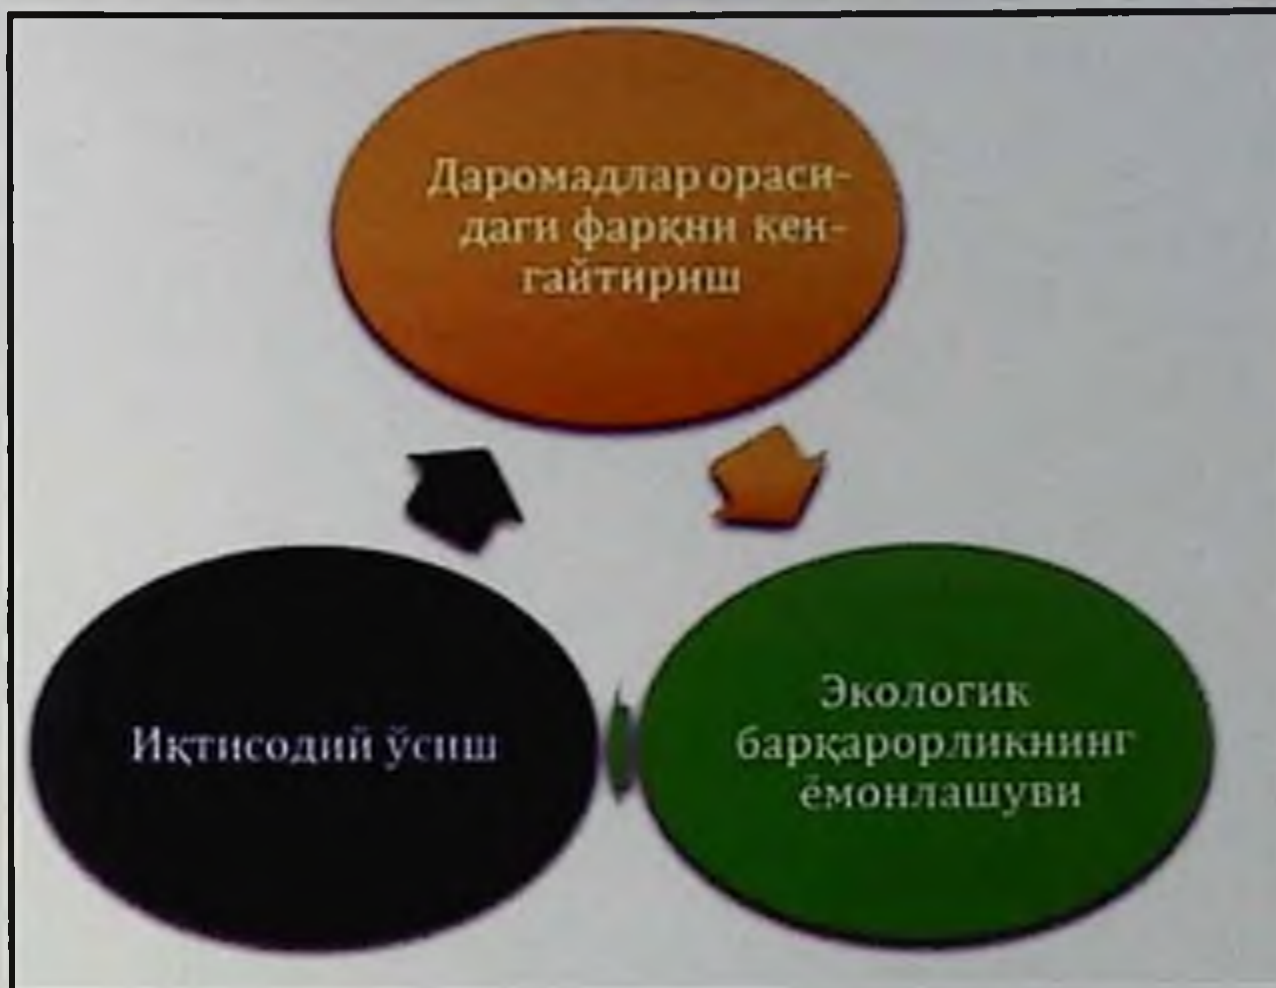 Даромадлар ораси-
даги фарқни кен-
гайтириш
Иқтисодий ўсиш
Экологик
барқарорликнинг
ёмонлашуви